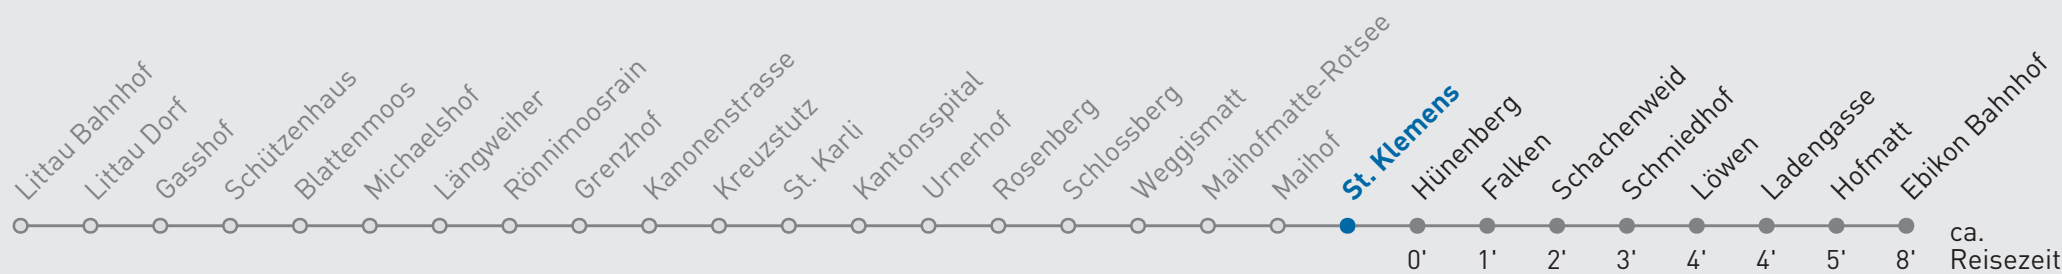 Littau Bahnhof
Littau Dorf
Gasshof
Schützenhaus
Blattenmoos
Michaelshof
Längweiher
Rönnimoosrain
Grenzhof
Kanonenstrasse
Kreuzstutz
St. Karli
Kantonsspital
Urnerhof
Rosenberg
Schlossberg
Weggismatt
Maihofmatte-Rotsee
Maihof
St. Klemens
Hünenberg
Falken
Schachenweid
Schmiedhof
Löwen
Ladengasse
Hofmatt
Ebikon Bahnhof
0' 1' 2' 3' 4' 4' 5' 8'
ca.
Reisezeit